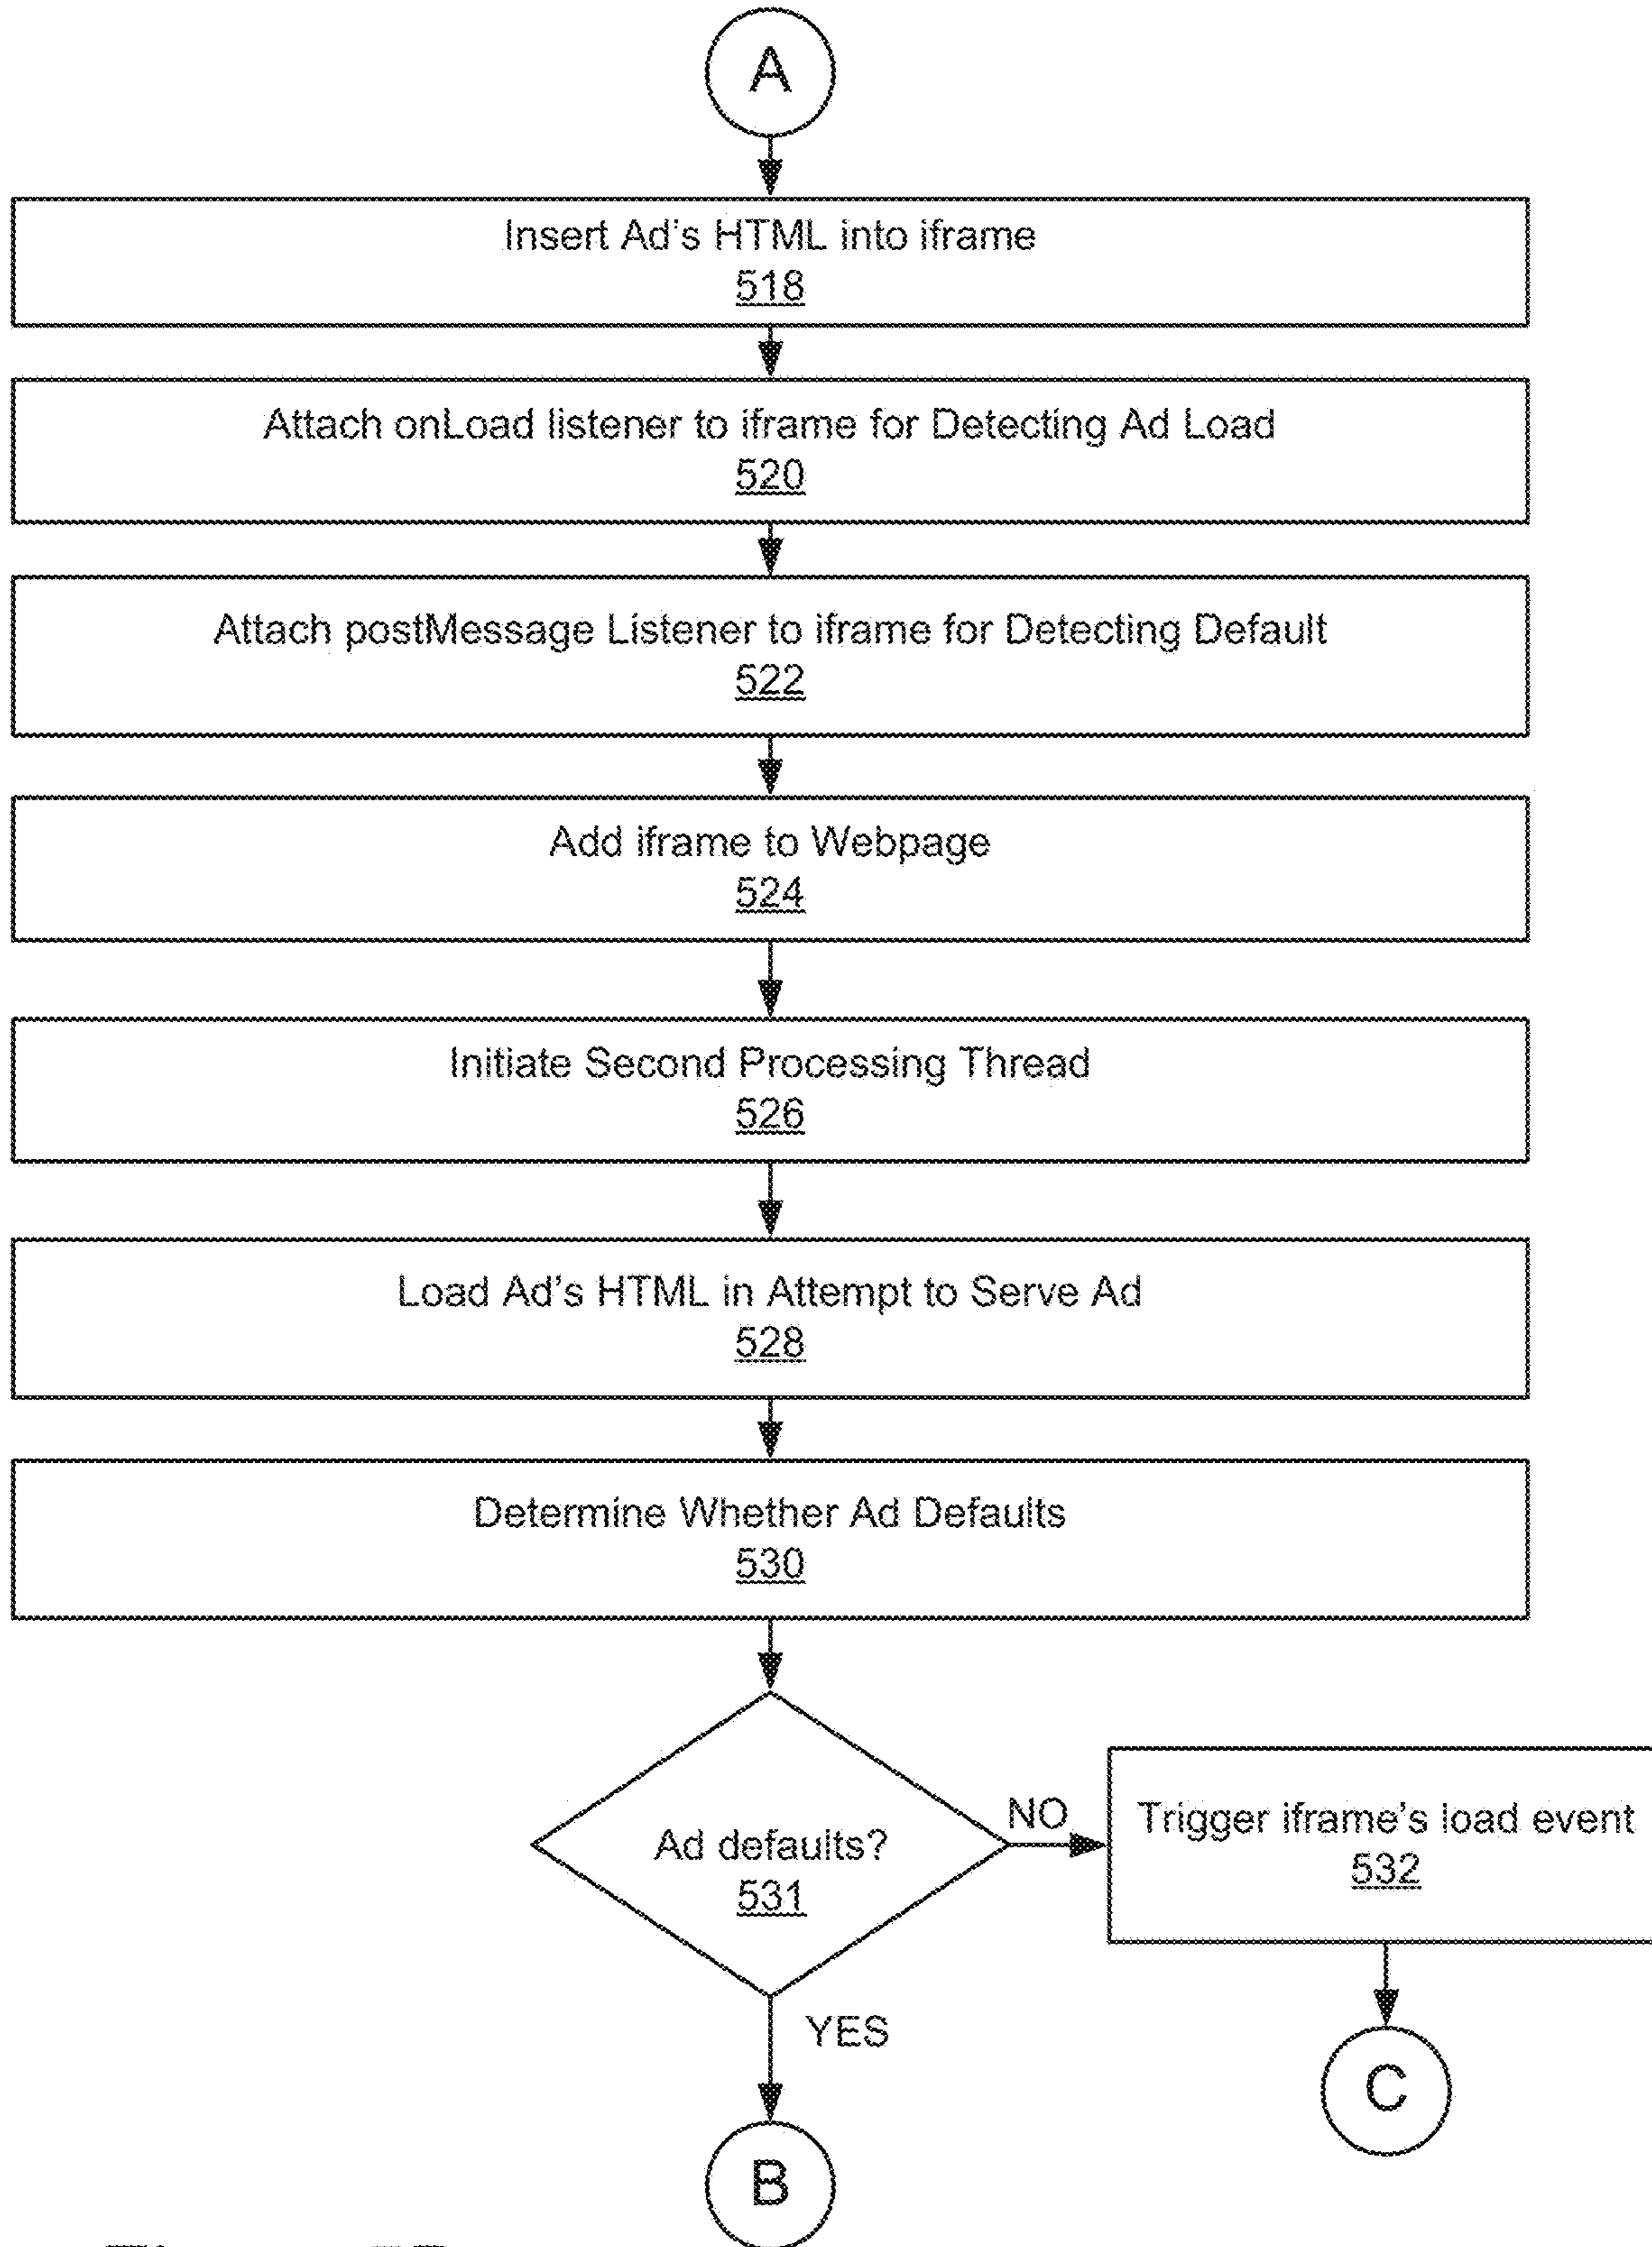 A
Insert Ad's HTML into iframe
518
Attach onLoad listener to iframe for Detecting Ad Load
520
Attach postMessage Listener to iframe for Detecting Default
522
Add iframe to Webpage
524
Initiate Second Processing Thread
526
Load Ad's HTML in Attempt to Serve Ad
528
Determine Whether Ad Defaults
530
Ad defaults?
531
NO
Trigger iframe's load event
532
YES
C
B